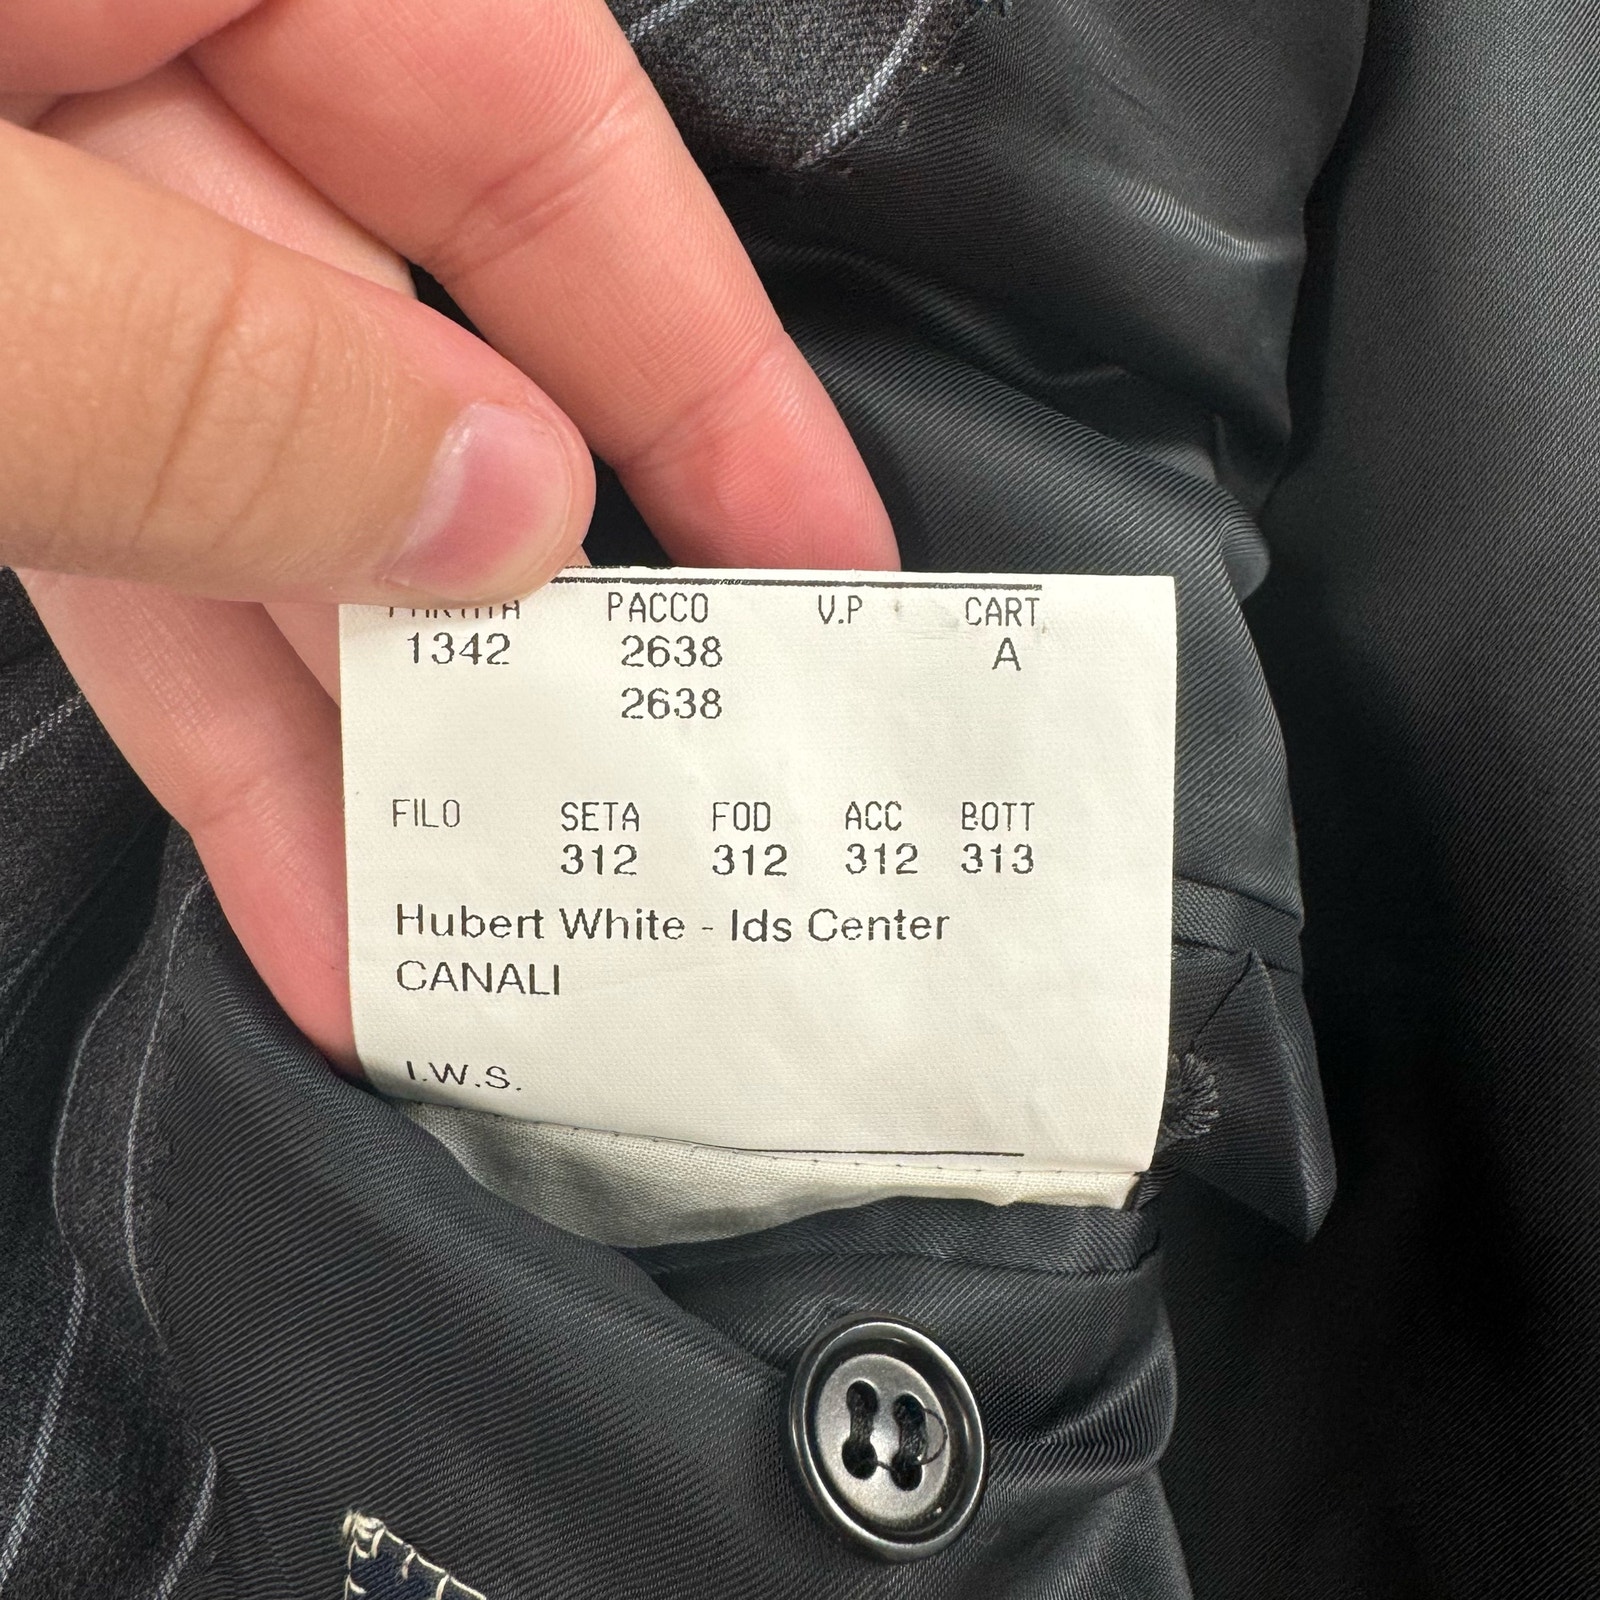 PARTITA PACCO V.P CART
1342 2638 A
2638
FILO SETA FOD ACC BOTT
312 312 312 313
Hubert White - Ids Center
CANALI
I.W.S.